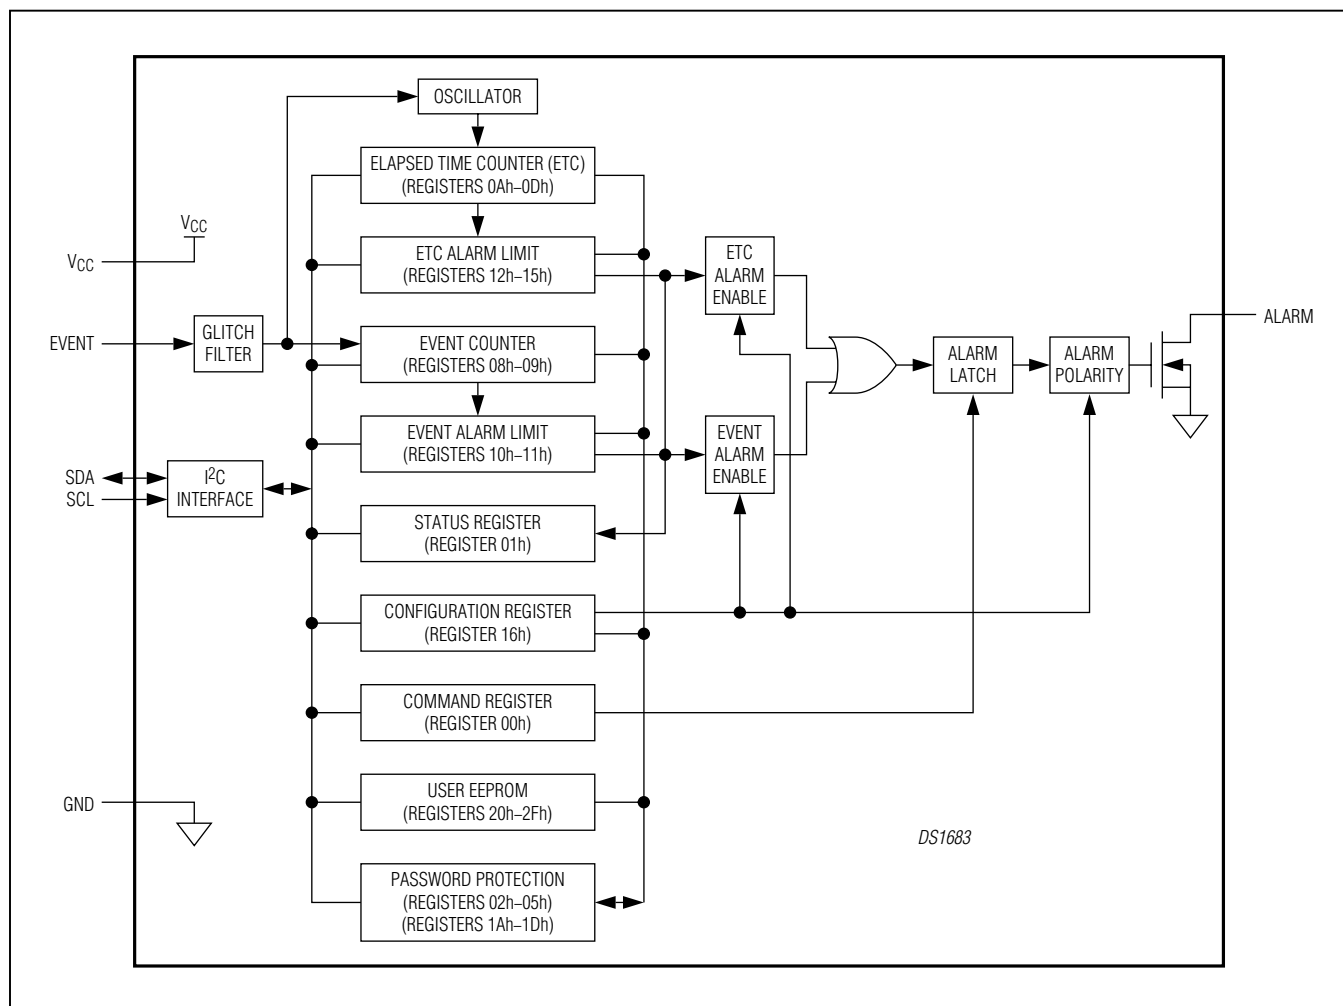 OSCILLATOR
ELAPSED TIME COUNTER (ETC)
(REGISTERS 0Ah–0Dh)
VCC
VCC
ETC ALARM LIMIT
(REGISTERS 12h–15h)
ETC
ALARM
ENABLE
EVENT
GLITCH
FILTER
EVENT COUNTER
(REGISTERS 08h–09h)
ALARM
LATCH
ALARM
POLARITY
ALARM
EVENT ALARM LIMIT
(REGISTERS 10h–11h)
EVENT
ALARM
ENABLE
SDA
SCL
I2C
INTERFACE
STATUS REGISTER
(REGISTER 01h)
CONFIGURATION REGISTER
(REGISTER 16h)
COMMAND REGISTER
(REGISTER 00h)
GND
USER EEPROM
(REGISTERS 20h–2Fh)
DS1683
PASSWORD PROTECTION
(REGISTERS 02h–05h)
(REGISTERS 1Ah–1Dh)